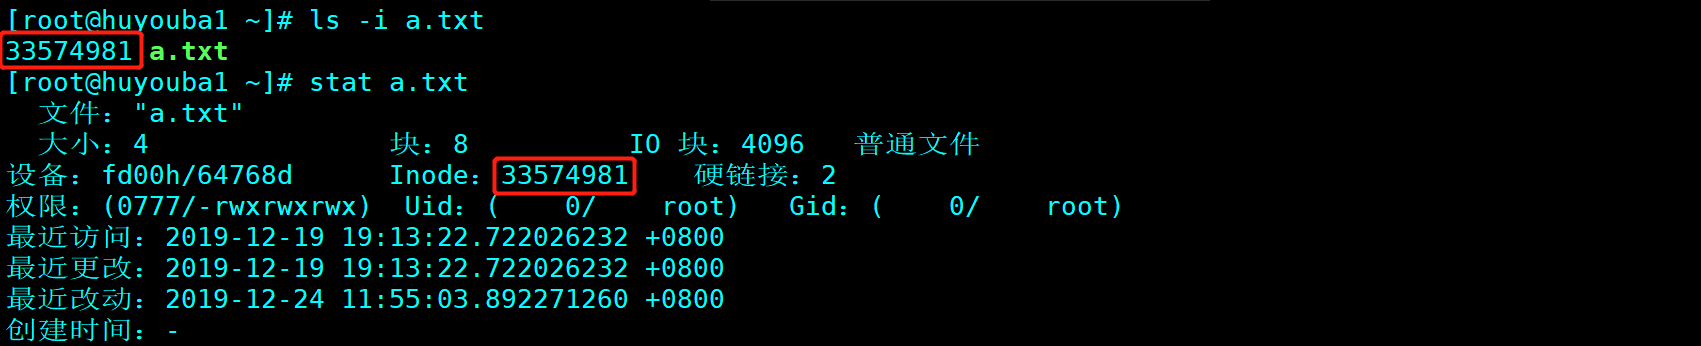 [root@huyouba1 ~]# ls -i a.txt
33574981 a.txt
[root@huyouba1 ~]# stat a.txt
  文件："a.txt"
  大小：4               块：8          IO 块：4096   普通文件
设备：fd00h/64768d      Inode：33574981    硬链接：2
权限：(0777/-rwxrwxrwx)  Uid：(    0/    root)   Gid：(    0/    root)
最近访问：2019-12-19 19:13:22.722026232 +0800
最近更改：2019-12-19 19:13:22.722026232 +0800
最近改动：2019-12-24 11:55:03.892271260 +0800
创建时间：-